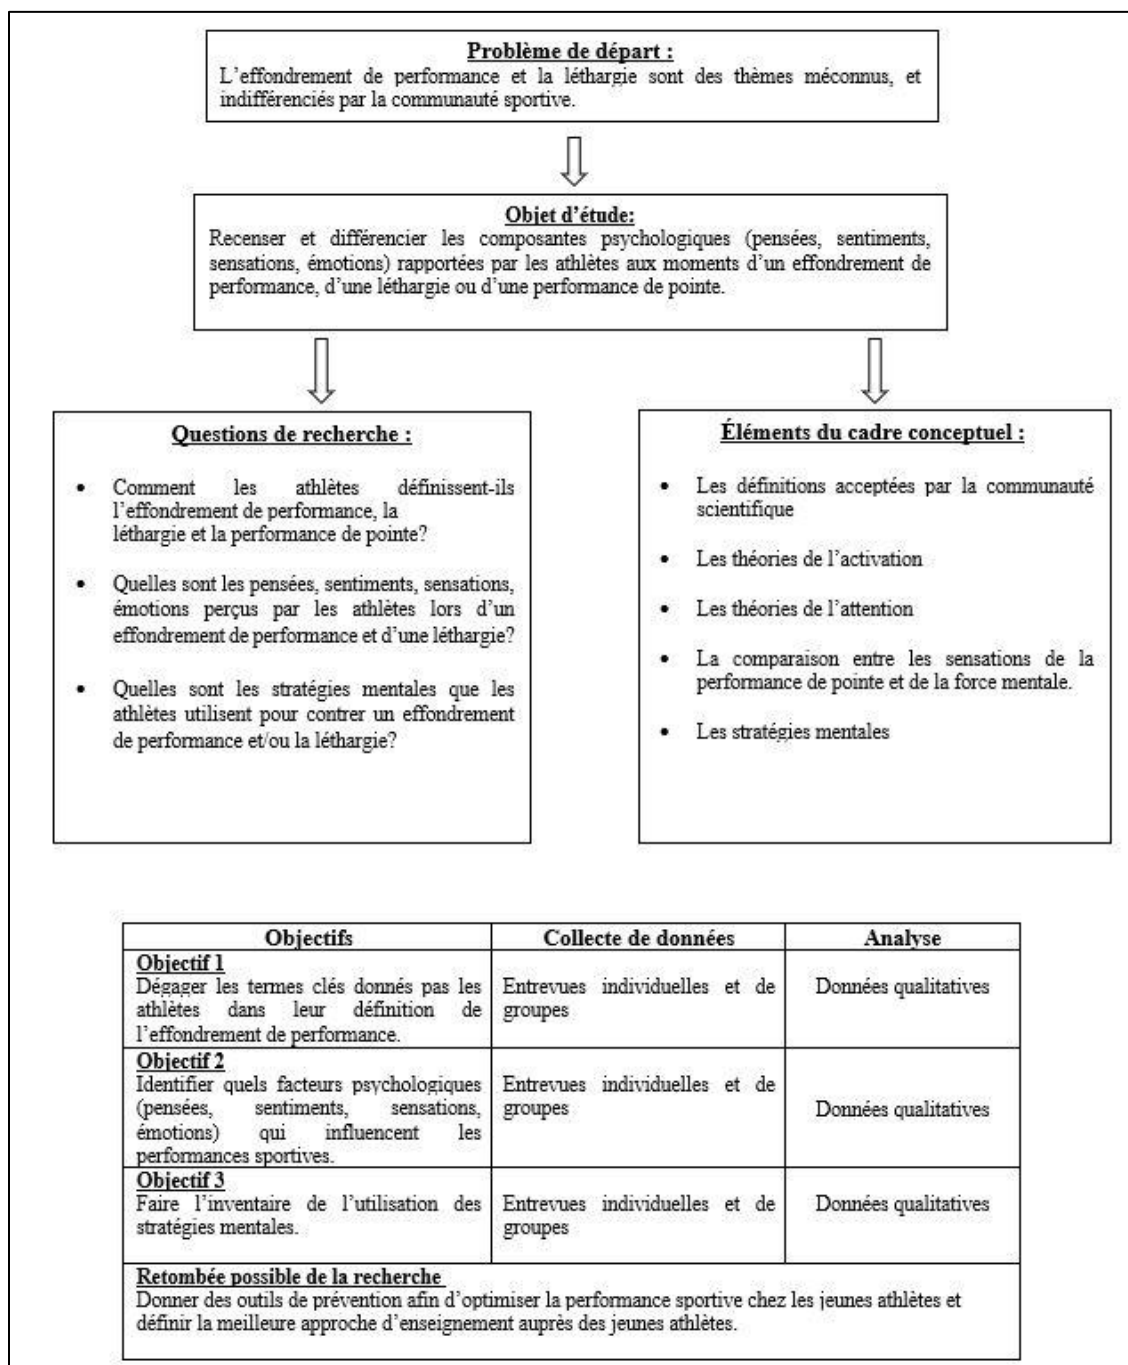 Problème de départ :
L'effondrement de performance et la léthargie sont des thèmes méconnus, et
indifférenciés par la communauté sportive.
Objet d'étude:
Recenser et différencier les composantes psychologiques (pensées, sentiments,
sensations, émotions) rapportées par les athlètes aux moments d'un effondrement de
performance, d'une léthargie ou d'une performance de pointe.
Questions de recherche :
• Comment les athlètes définissent-ils
l'effondrement de performance, la
léthargie et la performance de pointe?
• Quelles sont les pensées, sentiments, sensations,
émotions perçus par les athlètes lors d'un
effondrement de performance et d'une léthargie?
• Quelles sont les stratégies mentales que les
athlètes utilisent pour contrer un effondrement
de performance et/ou la léthargie?
Éléments du cadre conceptuel :
• Les définitions acceptées par la communauté
scientifique
• Les théories de l'activation
• Les théories de l'attention
• La comparaison entre les sensations de la
performance de pointe et de la force mentale.
• Les stratégies mentales
Objectifs
Collecte de données
Analyse
Objectif 1
Dégager les termes clés donnés pas les
athlètes dans leur définition de
l'effondrement de performance.
Entrevues individuelles et de
groupes
Données qualitatives
Objectif 2
Identifier quels facteurs psychologiques
(pensées, sentiments, sensations,
émotions) qui influencent les
performances sportives.
Entrevues individuelles et de
groupes
Données qualitatives
Objectif 3
Faire l'inventaire de l'utilisation des
stratégies mentales.
Entrevues individuelles et de
groupes
Données qualitatives
Retombée possible de la recherche
Donner des outils de prévention afin d'optimiser la performance sportive chez les jeunes athlètes et
définir la meilleure approche d'enseignement auprès des jeunes athlètes.